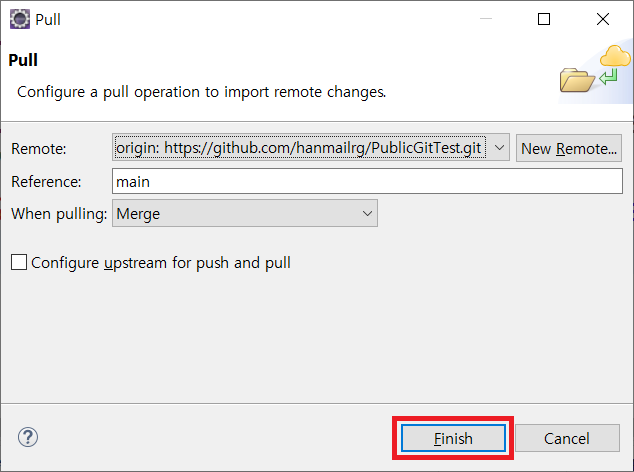 Pull
Pull
Configure a pull operation to import remote changes.
Remote: origin: https://github.com/hanmailrg/PublicGitTest.git New Remote...
Reference: main
When pulling: Merge
Configure upstream for push and pull
? Finish Cancel